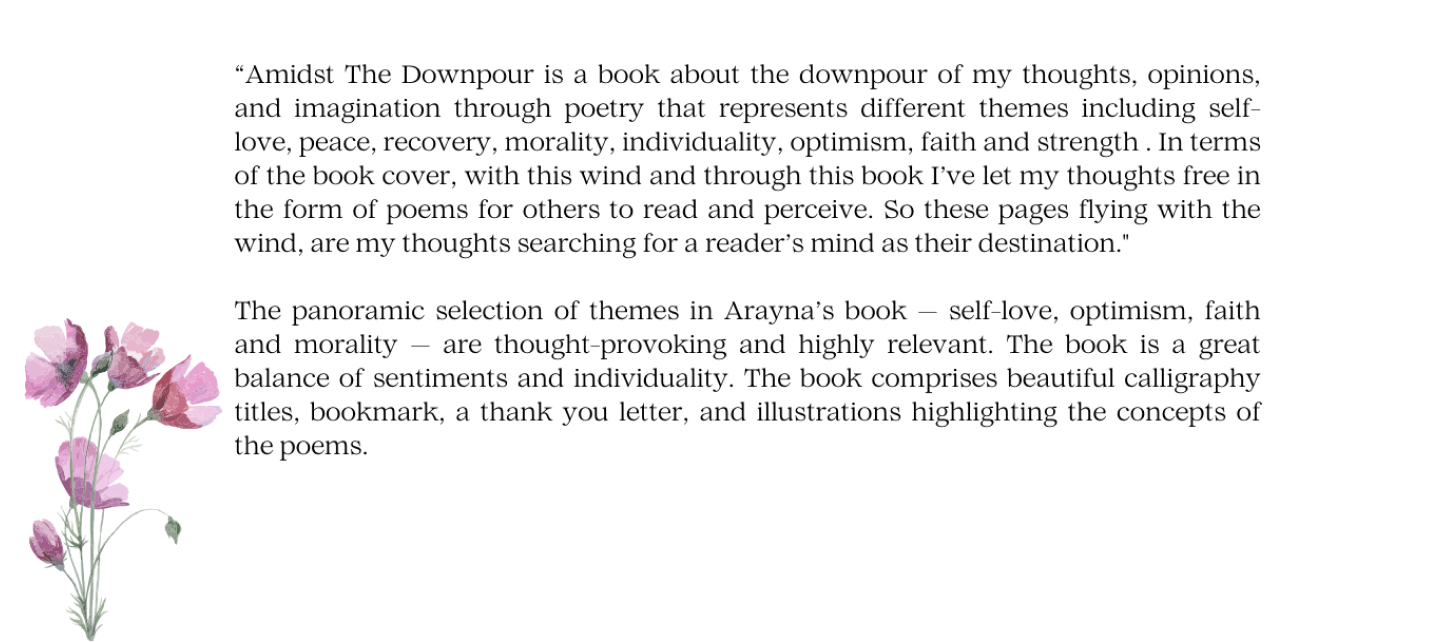 “Amidst The Downpour is a book about the downpour of my thoughts, opinions,
and imagination through poetry that represents different themes including self-
love, peace, recovery, morality, individuality, optimism, faith and strength . In terms
of the book cover, with this wind and through this book I’ve let my thoughts free in
the form of poems for others to read and perceive. So these pages flying with the
wind, are my thoughts searching for a reader’s mind as their destination."
The panoramic selection of themes in Arayna’s book — self-love, optimism, faith
and morality — are thought-provoking and highly relevant. The book is a great
balance of sentiments and individuality. The book comprises beautiful calligraphy
titles, bookmark, a thank you letter, and illustrations highlighting the concepts of
the poems.